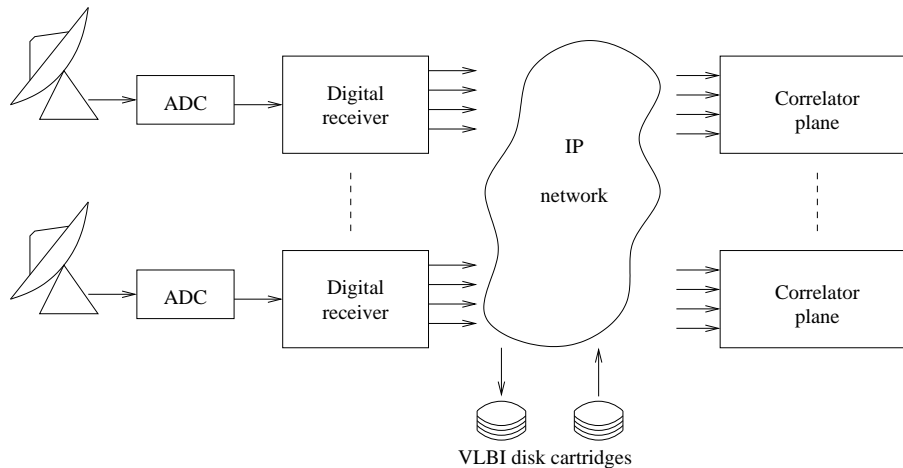 ADC
Digital
receiver
IP
network
Correlator
plane
ADC
Digital
receiver
Correlator
plane
VLBI disk cartridges